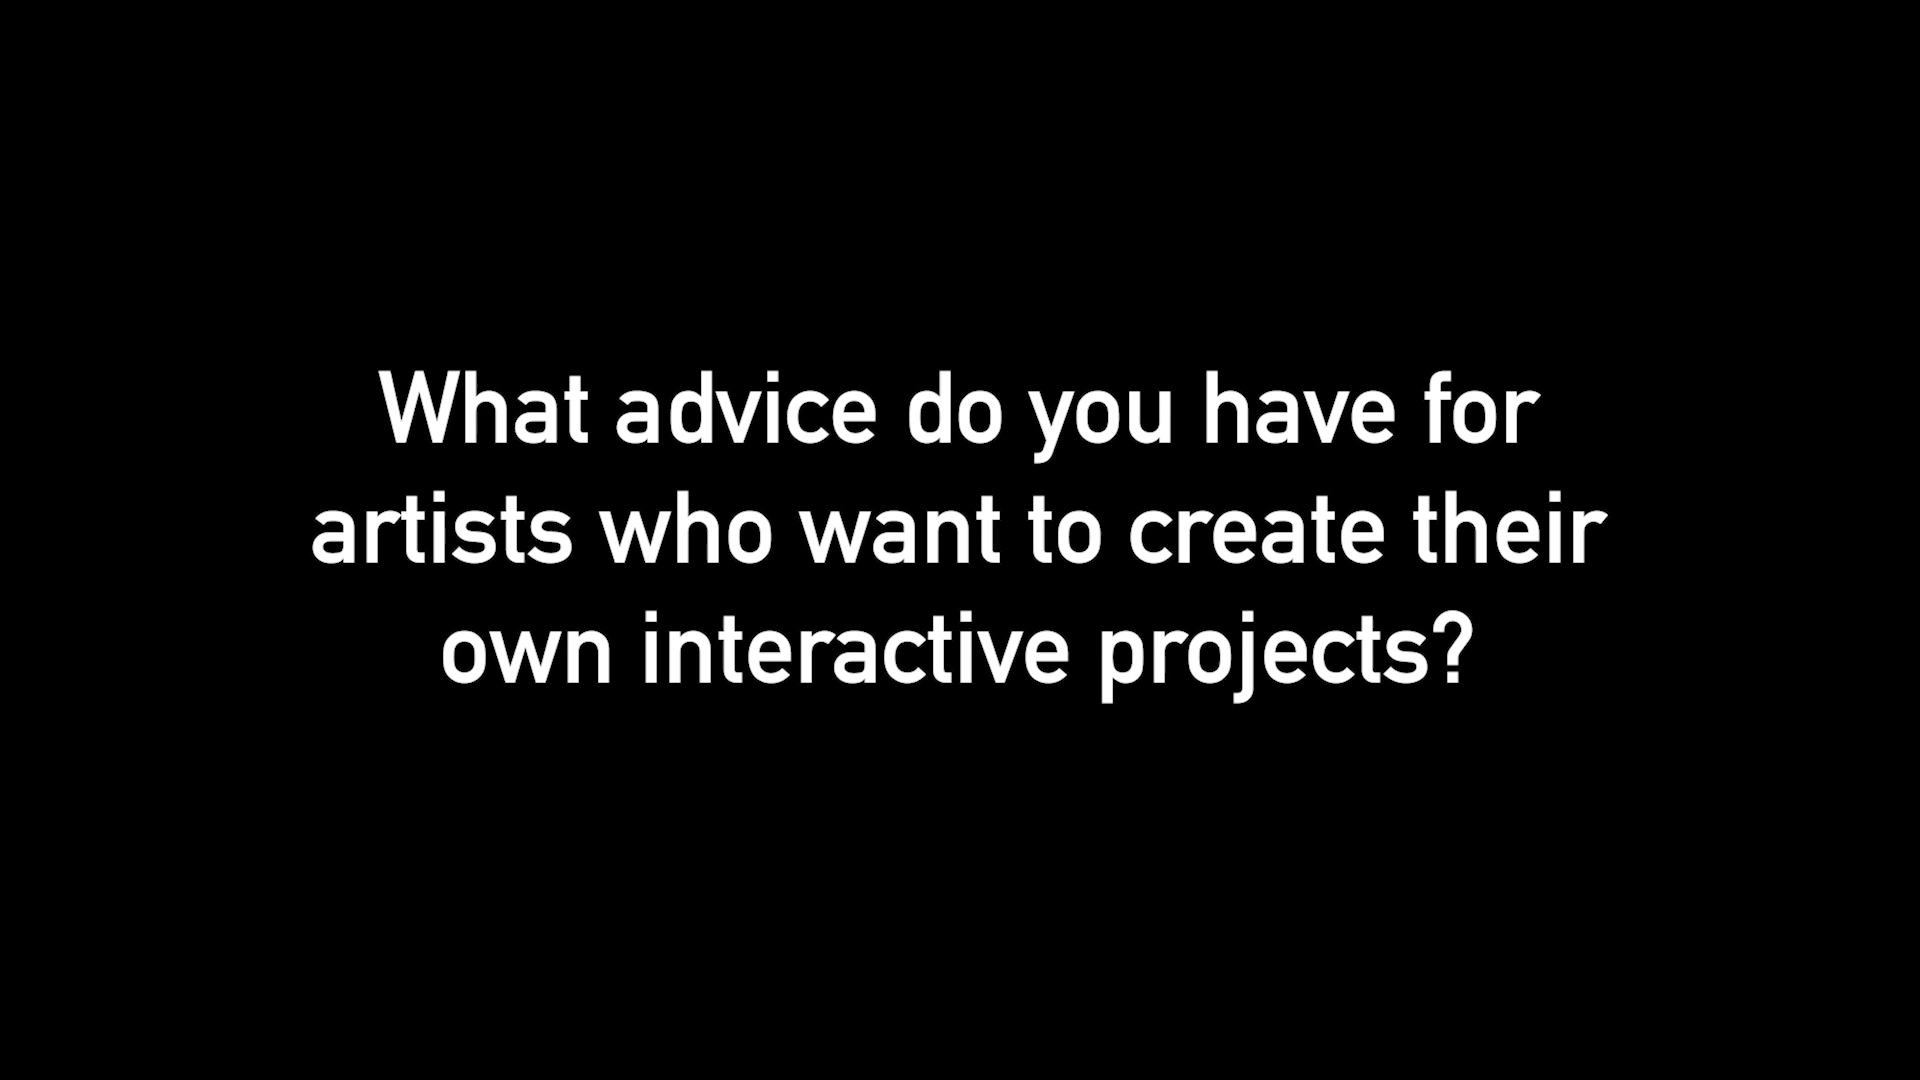 What advice do you have for
artists who want to create their
own interactive projects?